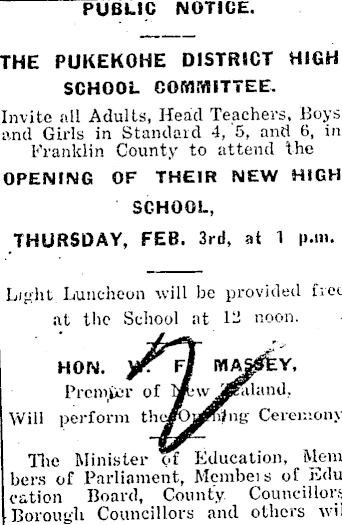 PUBLIC NOTICE.
THE PUKEKOHE DISTRICT HIGH
SCHOOL COMMITTEE.
Invite all Adults, Head Teachers, Boys
and Girls in Standard 4, 5, and 6, in
Franklin County to attend the
OPENING OF THEIR NEW HIGH
SCHOOL,
THURSDAY, FEB. 3rd, at 1 p.m.
Light Luncheon will be provided free
at the School at 12 noon.
HON. W. F. MASSEY,
Premier of New Zealand,
Will perform the Opening Ceremony
The Minister of Education, Mem
bers of Parliament, Members of Edu
cation Board, County Councillors
Borough Councillors and others wil